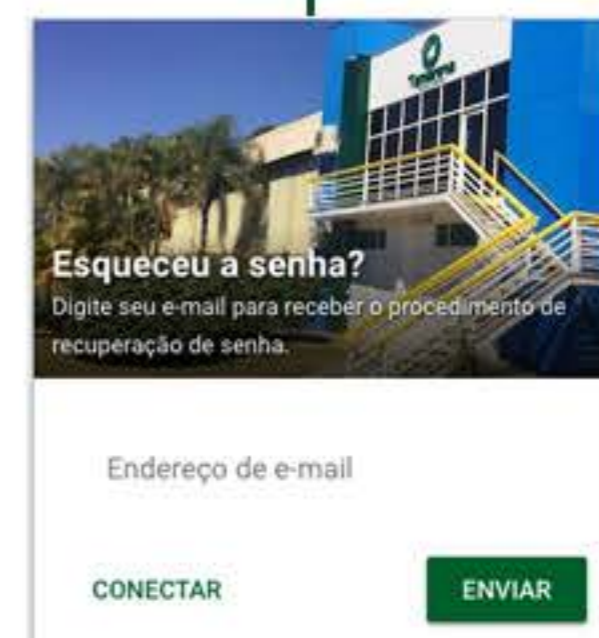 Esqueceu a senha?
Digite seu e-mail para receber o procedimento de
recuperação de senha.
Endereço de e-mail
CONECTAR
ENVIAR